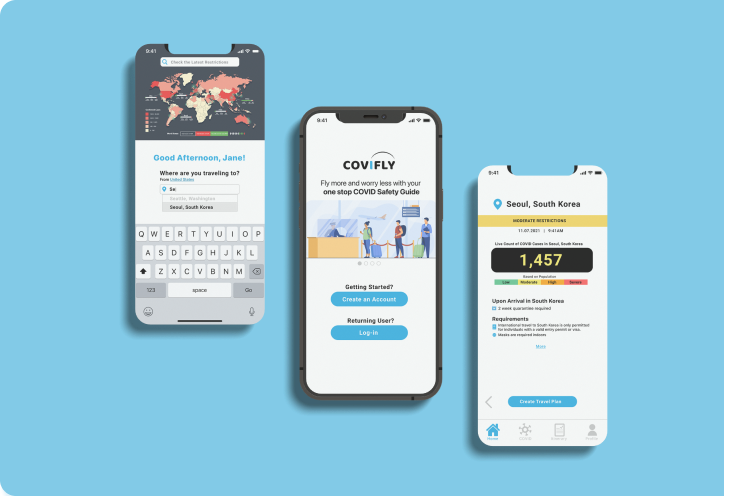 9:41
Check the Latest Restrictions
Good Afternoon, Jane!
Where are you traveling to?
From United States
Se
Seattle, Washington
Seoul, South Korea
Q W E R T Y U I O P
A S D F G H J K L
Z X C V B N M
123 space Go
9:41
COVIFLY
Fly more and worry less with your
one stop COVID Safety Guide
Getting Started?
Create an Account
Returning User?
Log-In
9:41
Seoul, South Korea
MODERATE RESTRICTIONS
11.07.2021 | 9:41AM
Live Count of COVID Cases in Seoul, South Korea
1,457
Based on Population
Low Moderate High Severe
Upon Arrival in South Korea
2 week quarantine required
Requirements
International travel to South Korea is only permitted
for individuals with a valid entry permit or visa.
Masks are required indoors
More
Create Travel Plan
Home COVID Profile